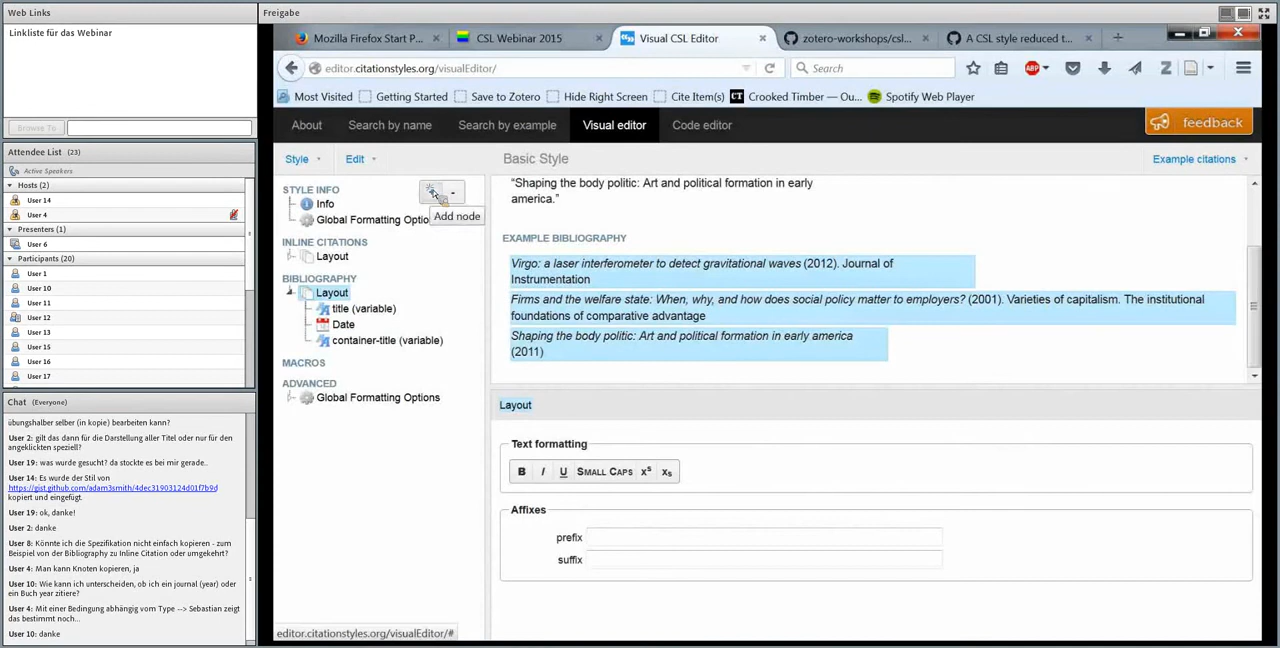 Web Links
Linkliste für das Webinar
Browse To
Attendee List (23)
Active Speakers
Hosts (2)
User 14
User 4
Presenters (1)
User 6
Participants (20)
User 1
User 10
User 11
User 12
User 13
User 15
User 16
User 17
Chat (Everyone)
übungshalber selber (in kopie) bearbeiten kann?
User 2: gilt das dann für die Darstellung aller Titel oder nur für den
angeklickten speziell?
User 19: was wurde gesucht? da stockte es bei mir gerade..
User 14: Es wurde der Stil von
https://gist.github.com/adam3smith/4dec31903124d01f7b9d
kopiert und eingefügt.
User 19: ok, danke!
User 2: danke
User 8: Könnte ich die Spezifikation nicht einfach kopieren - zum
Beispiel von der Bibliography zu Inline Citation oder umgekehrt?
User 4: Man kann Knoten kopieren, ja
User 10: Wie kann ich unterscheiden, ob ich ein journal (year) oder
ein Buch year zitiere?
User 4: Mit einer Bedingung abhängig vom Type --> Sebastian zeigt
das bestimmt noch...
User 10: danke
Freigabe
Mozilla Firefox Start P...
CSL Webinar 2015
Visual CSL Editor
zotero-workshops/csl...
A CSL style reduced t...
editor.citationstyles.org/visualEditor/
Search
ABP
Most Visited
Getting Started
Save to Zotero
Hide Right Screen
Cite Item(s)
CT Crooked Timber — Ou...
Spotify Web Player
About
Search by name
Search by example
Visual editor
Code editor
feedback
Style
Edit
Basic Style
Example citations
STYLE INFO
Info
Global Formatting Optio
Add node
INLINE CITATIONS
Layout
BIBLIOGRAPHY
Layout
title (variable)
Date
container-title (variable)
MACROS
ADVANCED
Global Formatting Options
editor.citationstyles.org/visualEditor/#
“Shaping the body politic: Art and political formation in early
america.”
EXAMPLE BIBLIOGRAPHY
Virgo: a laser interferometer to detect gravitational waves (2012). Journal of
Instrumentation
Firms and the welfare state: When, why, and how does social policy matter to employers? (2001). Varieties of capitalism. The institutional
foundations of comparative advantage
Shaping the body politic: Art and political formation in early america
(2011)
Layout
Text formatting
B I U SMALL CAPS x^s x_s
Affixes
prefix
suffix